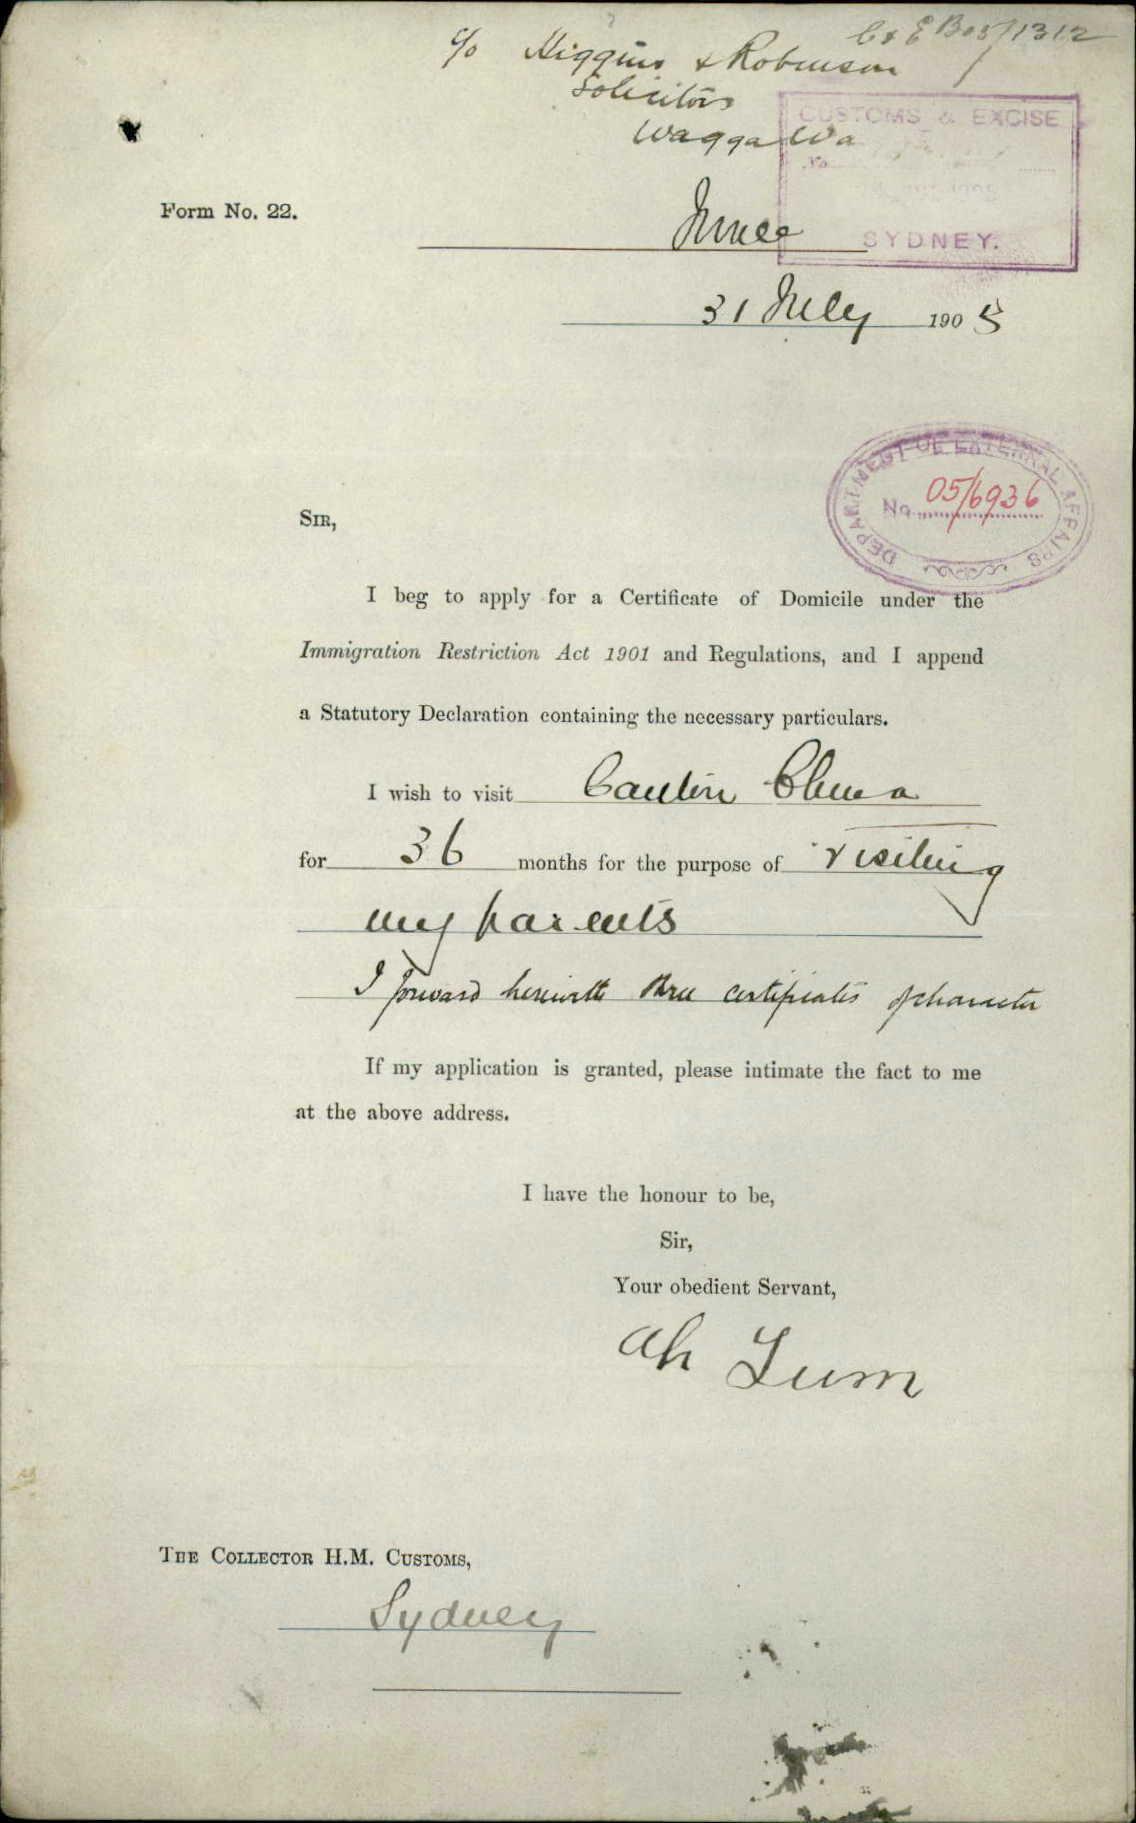 C & E B 05/1312
c/o Higgins & Robinson
Solicitors
Wagga Wa
CUSTOMS & EXCISE
No.
1905
SYDNEY.
Form No. 22.
Junee
31 July 1905
DEPARTMENT OF EXTERNAL AFFAIRS
No. 05/6936
SIR,
I beg to apply for a Certificate of Domicile under the
Immigration Restriction Act 1901 and Regulations, and I append
a Statutory Declaration containing the necessary particulars.
I wish to visit Canton China
for 36 months for the purpose of visiting
my parents
I forward herewith three certificates of character
If my application is granted, please intimate the fact to me
at the above address.
I have the honour to be,
Sir,
Your obedient Servant,
Ah Lum
THE COLLECTOR H.M. CUSTOMS,
Sydney